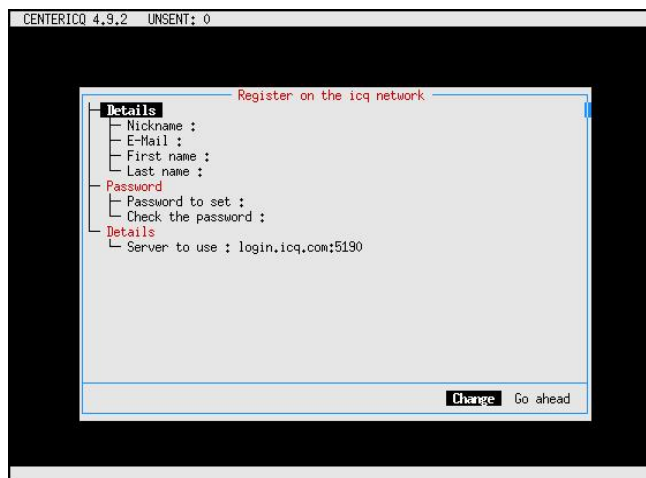 CENTERICQ 4.9.2 UNSENT: 0
Register on the icq network
Details
Nickname :
E-Mail :
First name :
Last name :
Password
Password to set :
Check the password :
Details
Server to use : login.icq.com:5190
Change Go ahead